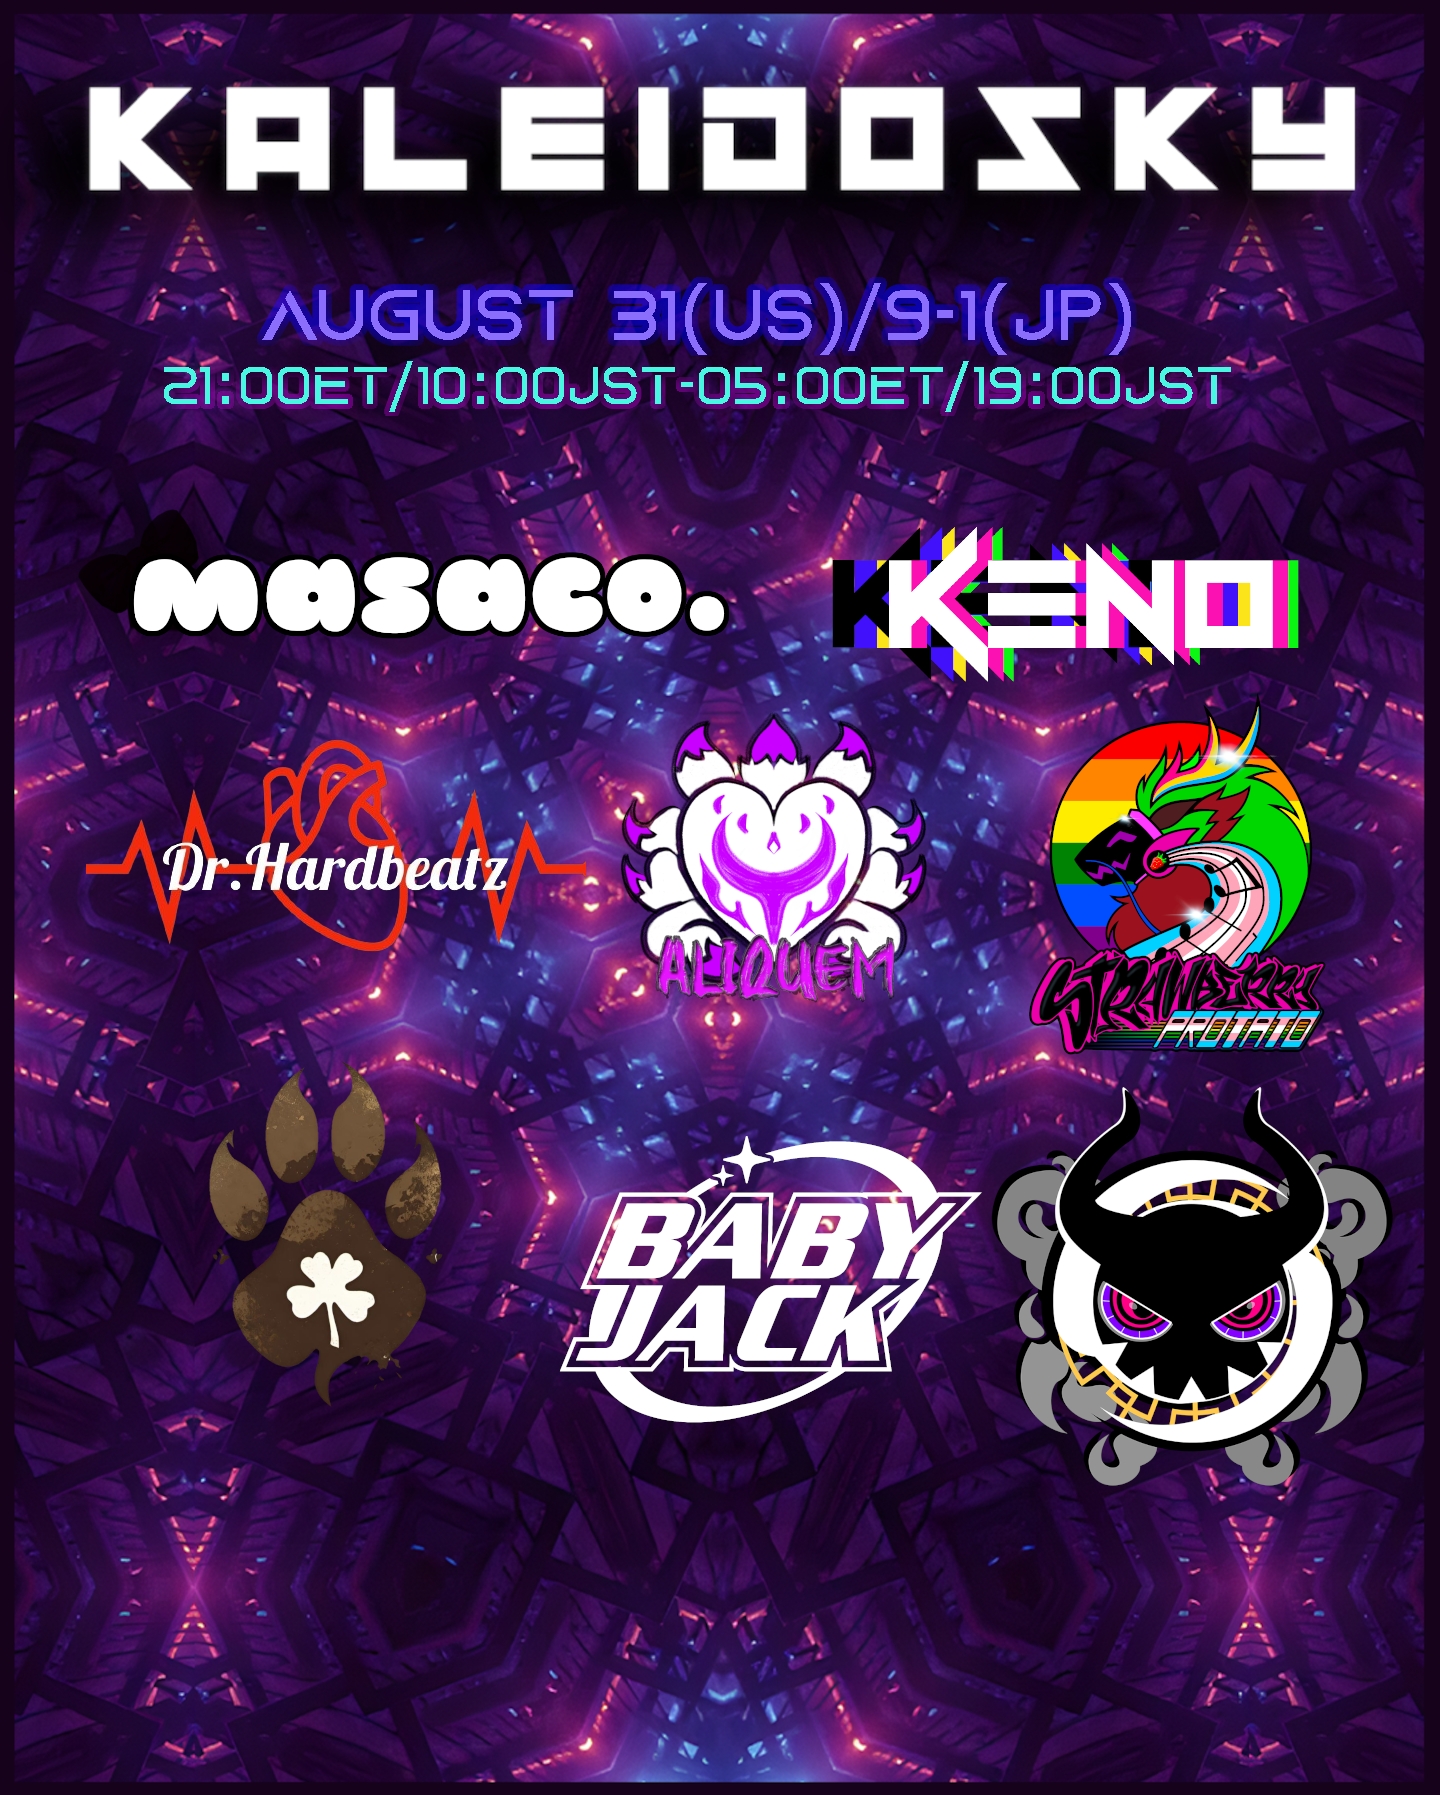 KALEIDOSKY
AUGUST 31(US)/9-1(JP)
21:00ET/10:00JST-05:00ET/19:00JST
masaco.
KENO
Dr.Hardbeatz
ALIQUEM
STRAWBERRY
PROTATO
BABY
JACK